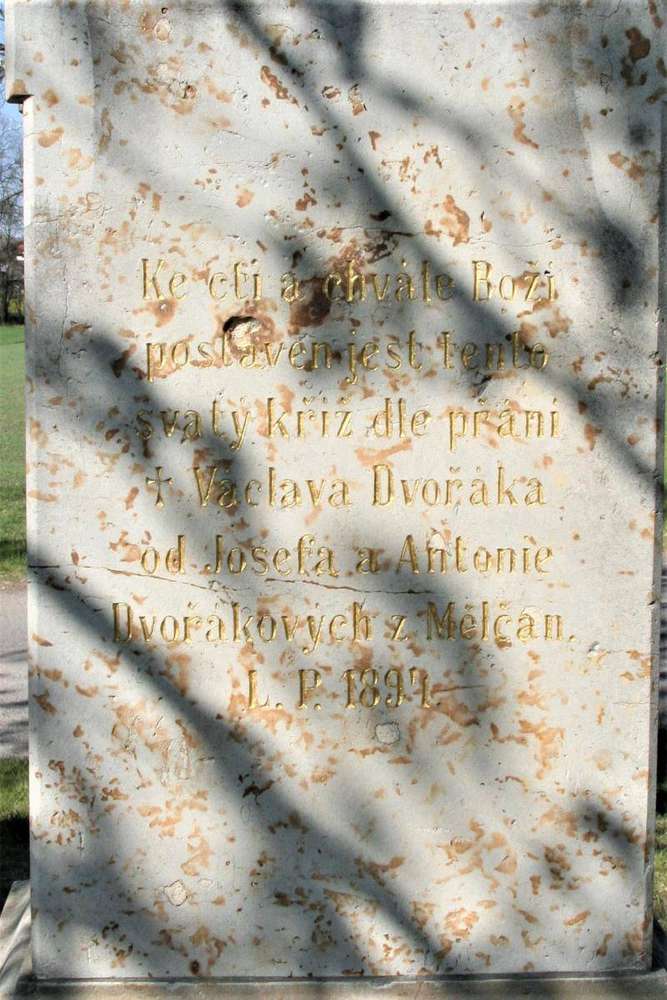 Ke cti a chvále Boží
postaven jest tento
svatý kříž dle přání
† Václava Dvořáka
od Josefa a Antonie
Dvořákových z Mělčan.
L. P. 1897.